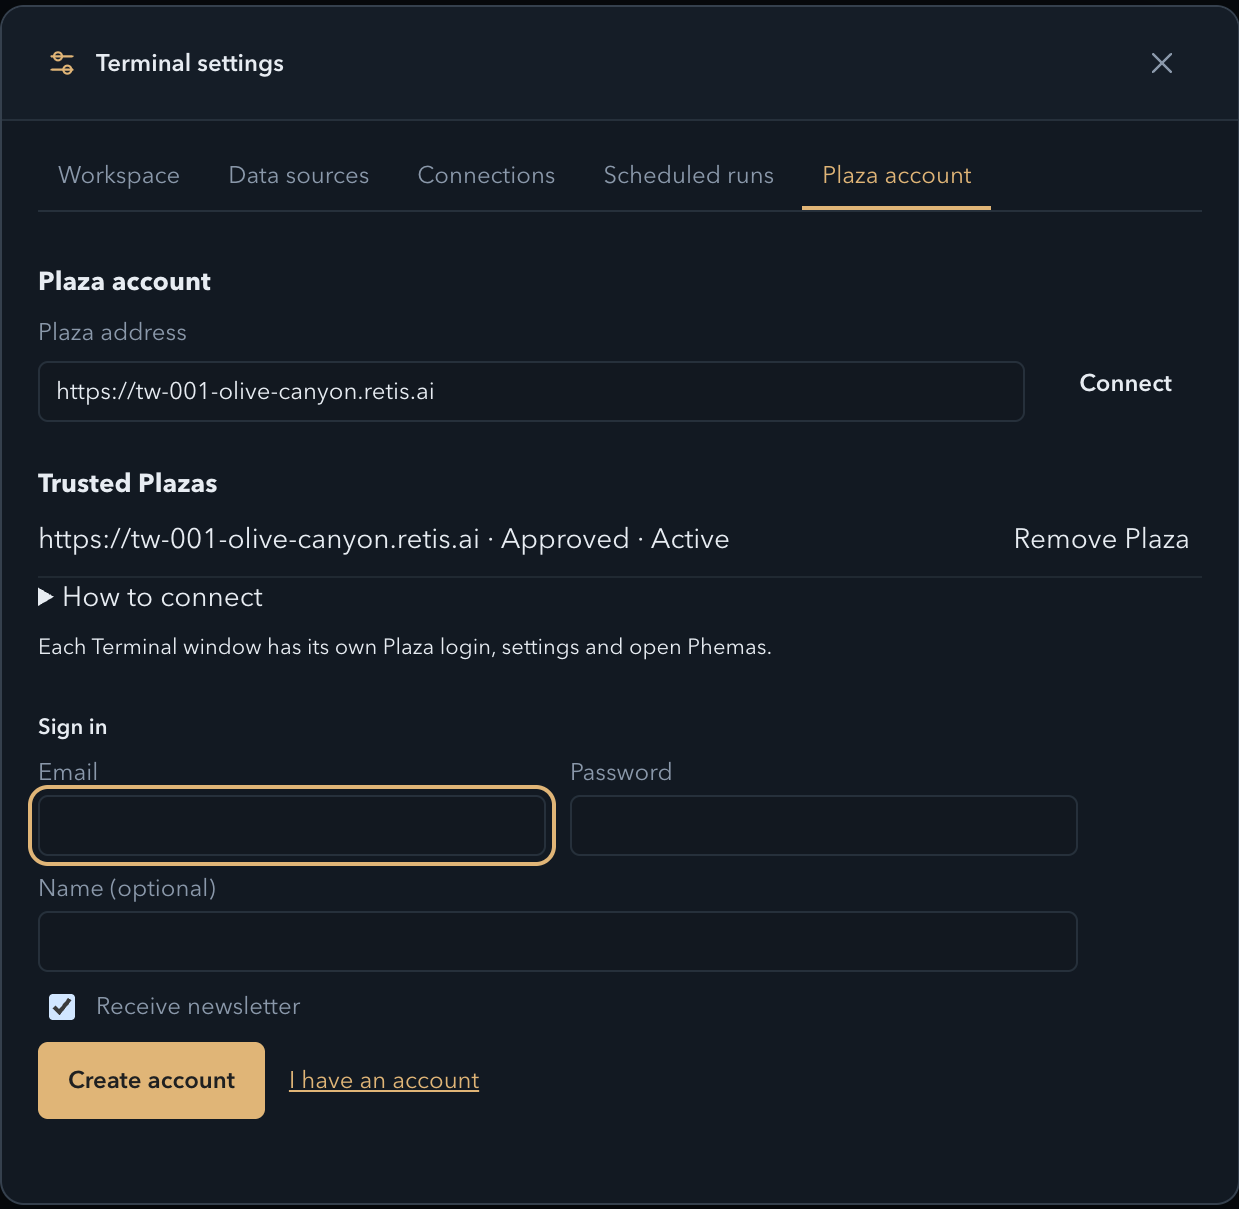 Terminal settings
Workspace Data sources Connections Scheduled runs Plaza account
Plaza account
Plaza address
https://tw-001-olive-canyon.retis.ai Connect
Trusted Plazas
https://tw-001-olive-canyon.retis.ai · Approved · Active Remove Plaza
How to connect
Each Terminal window has its own Plaza login, settings and open Phemas.
Sign in
Email Password
Name (optional)
Receive newsletter
Create account I have an account